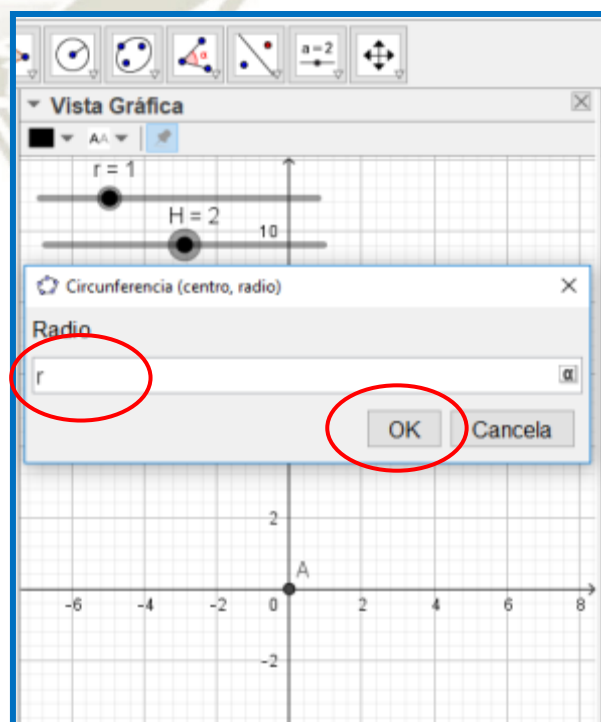 a=2
Vista Gráfica
AA
r = 1
H = 2
10
Circunferencia (centro, radio)
Radio
r
α
OK
Cancela
2
A
-6 -4 -2 0 2 4 6 8
-2